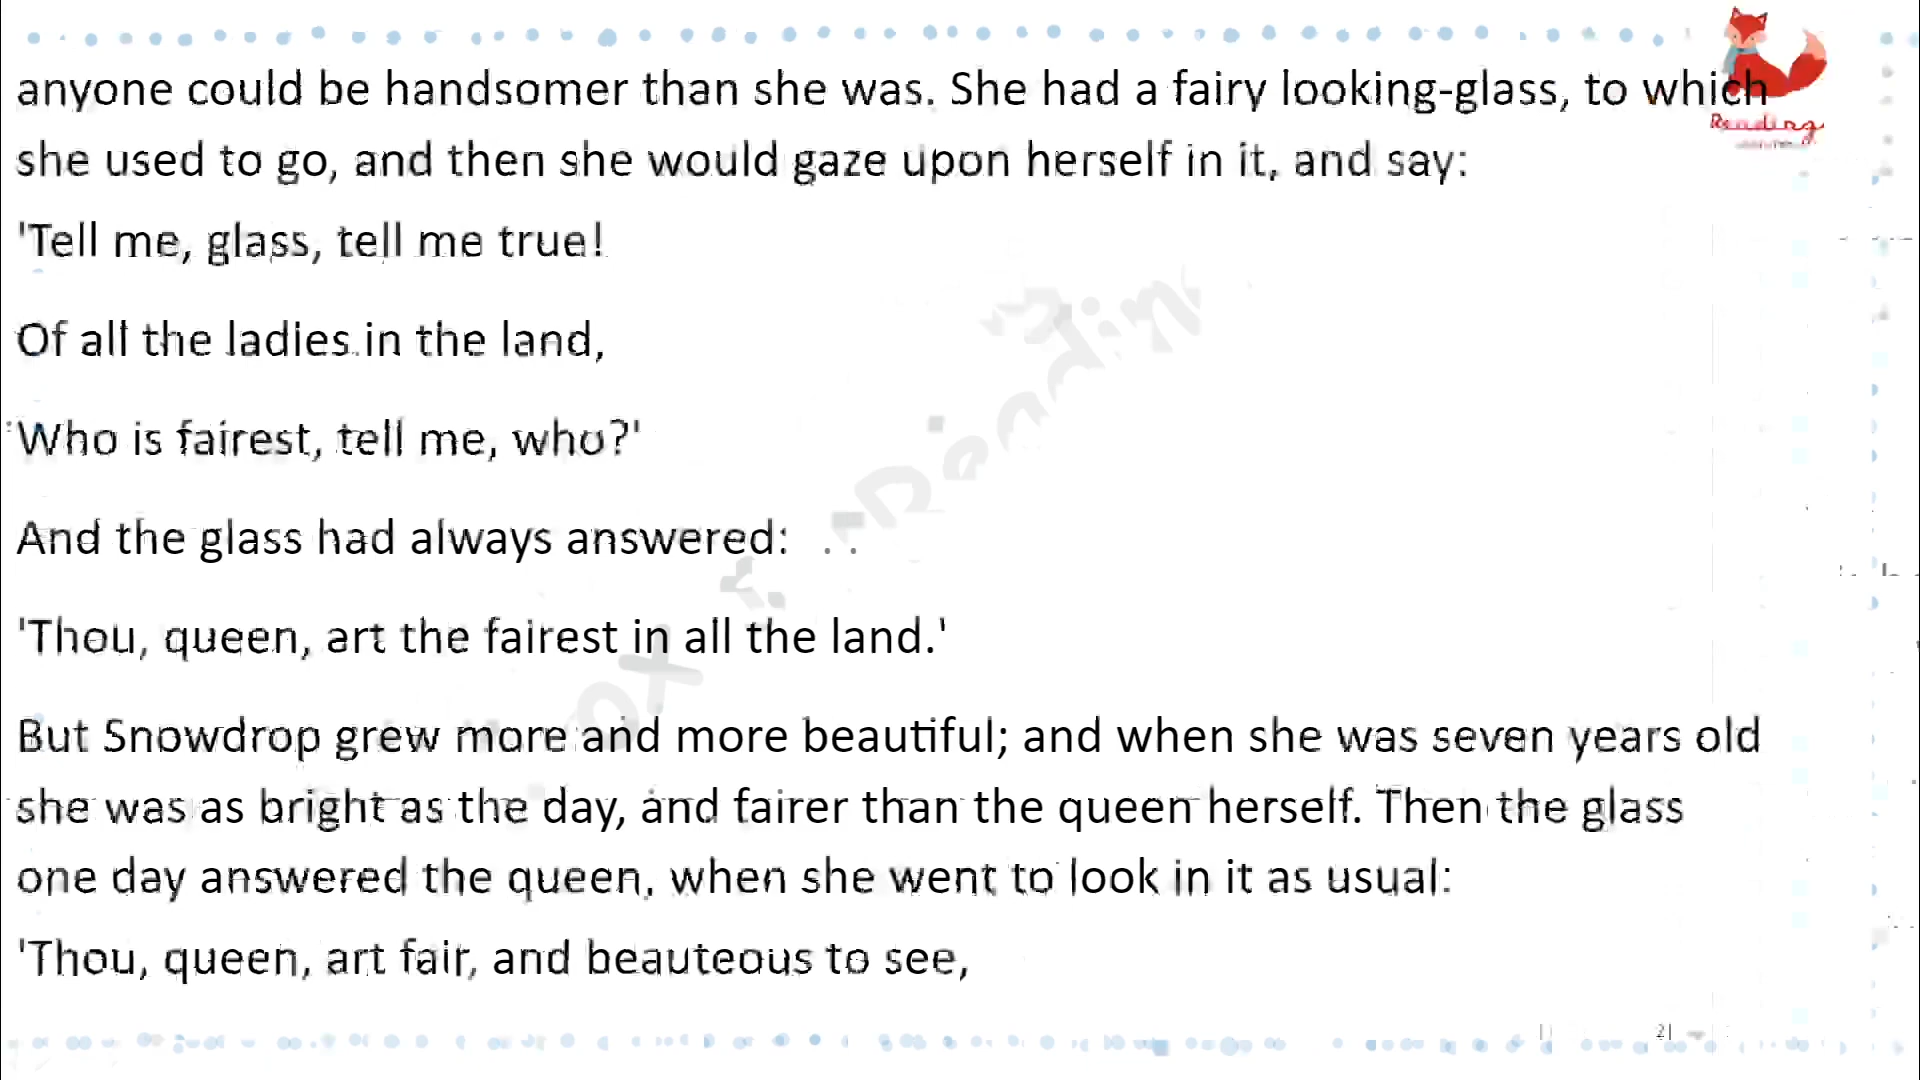 anyone could be handsomer than she was. She had a fairy looking-glass, to which
she used to go, and then she would gaze upon herself in it, and say:
'Tell me, glass, tell me true!
Of all the ladies in the land,
Who is fairest, tell me, who?'
And the glass had always answered:
'Thou, queen, art the fairest in all the land.'
But Snowdrop grew more and more beautiful; and when she was seven years old
she was as bright as the day, and fairer than the queen herself. Then the glass
one day answered the queen, when she went to look in it as usual:
'Thou, queen, art fair, and beauteous to see,
Reading